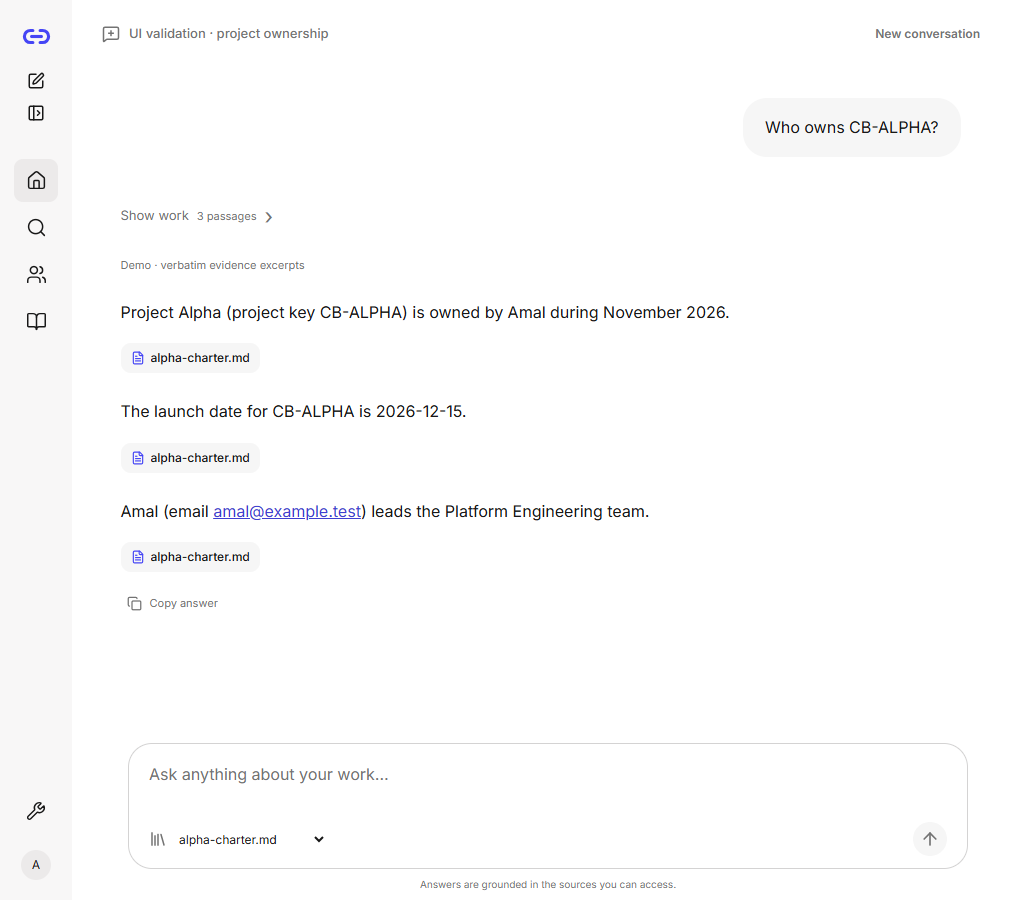 UI validation · project ownership
New conversation
Who owns CB-ALPHA?
Show work 3 passages
Demo · verbatim evidence excerpts
Project Alpha (project key CB-ALPHA) is owned by Amal during November 2026.
alpha-charter.md
The launch date for CB-ALPHA is 2026-12-15.
alpha-charter.md
Amal (email amal@example.test) leads the Platform Engineering team.
alpha-charter.md
Copy answer
Ask anything about your work...
alpha-charter.md
A
Answers are grounded in the sources you can access.